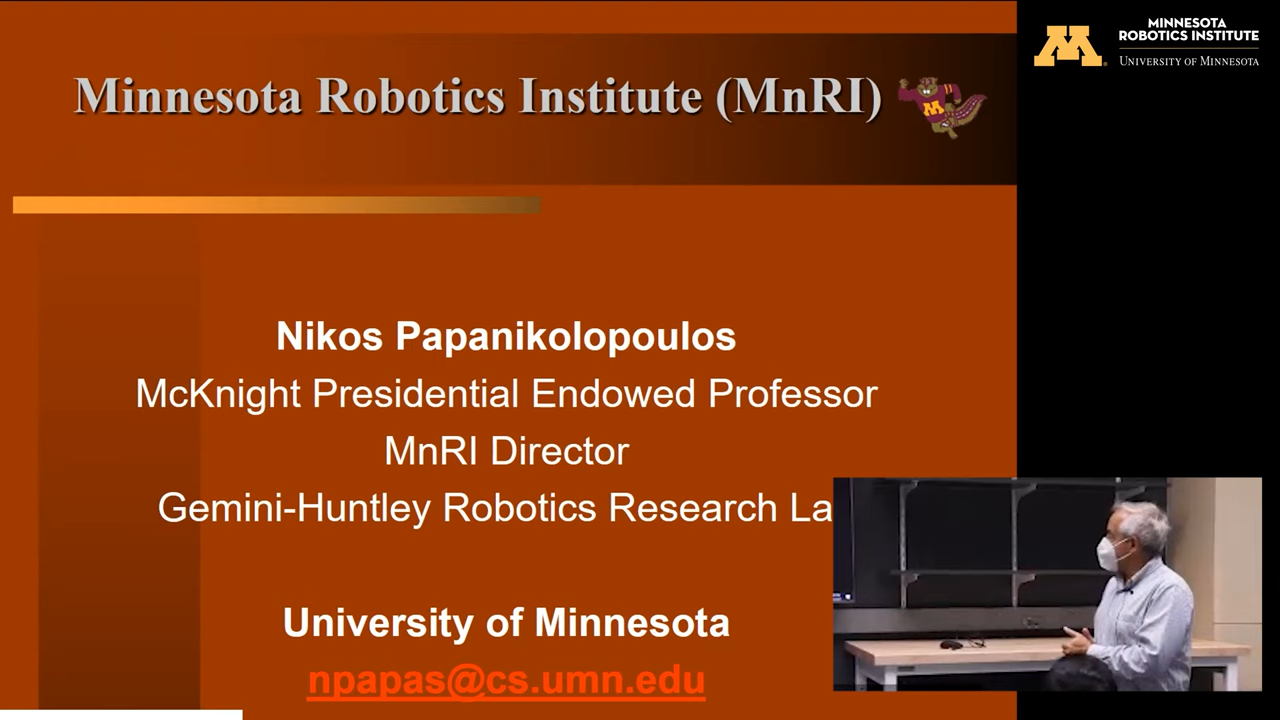 Minnesota Robotics Institute (MnRI)
M
Nikos Papanikolopoulos
McKnight Presidential Endowed Professor
MnRI Director
Gemini-Huntley Robotics Research La
University of Minnesota
npapas@cs.umn.edu
M
MINNESOTA
ROBOTICS INSTITUTE
UNIVERSITY OF MINNESOTA